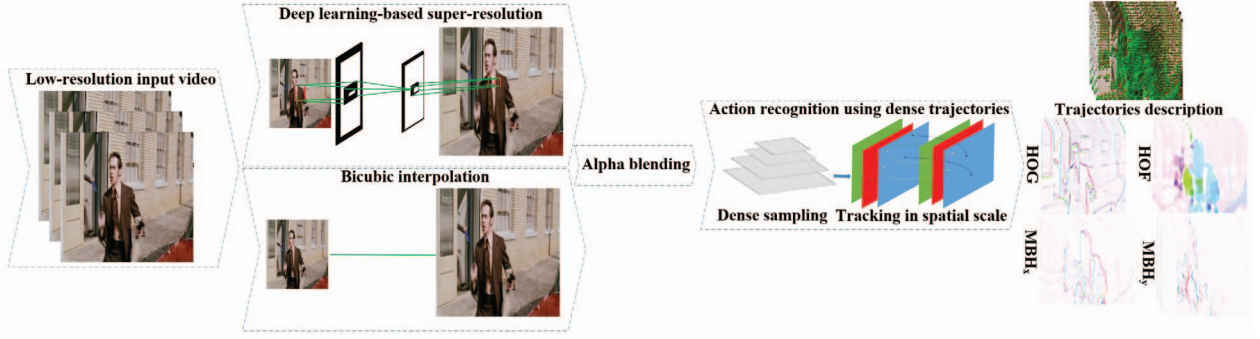 Deep learning-based super-resolution
Low-resolution input video
Bicubic interpolation
Alpha blending
Action recognition using dense trajectories
Dense sampling
Tracking in spatial scale
Trajectories description
HOG
HOF
MBHx
MBHy